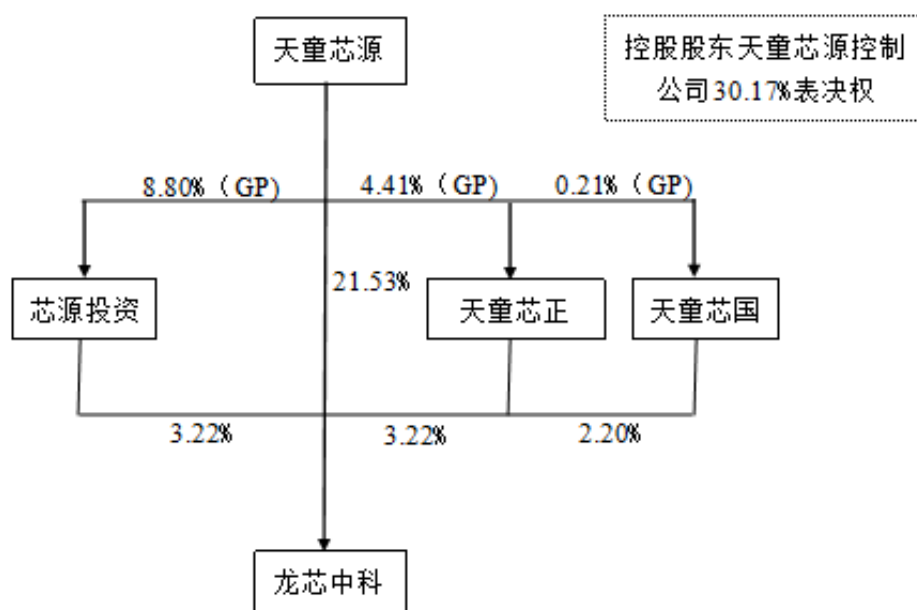 天童芯源
控股股东天童芯源控制
公司30.17%表决权
8.80%（GP）
4.41%（GP）
0.21%（GP）
芯源投资
21.53%
天童芯正
天童芯国
3.22%
3.22%
2.20%
龙芯中科